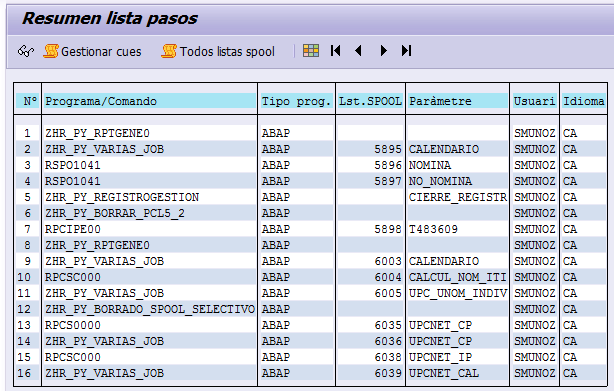 Resumen lista pasos
Gestionar cues Todos listas spool
Nº Programa/Comando Tipo prog. Lst.SPOOL Paràmetre Usuari Idioma
1 ZHR_PY_RPTGENE0 ABAP SMUNOZ CA
2 ZHR_PY_VARIAS_JOB ABAP 5895 CALENDARIO SMUNOZ CA
3 RSPO1041 ABAP 5896 NOMINA SMUNOZ CA
4 RSPO1041 ABAP 5897 NO_NOMINA SMUNOZ CA
5 ZHR_PY_REGISTROGESTION ABAP CIERRE_REGISTR SMUNOZ CA
6 ZHR_PY_BORRAR_PCL5_2 ABAP SMUNOZ CA
7 RPCIPE00 ABAP 5898 T483609 SMUNOZ CA
8 ZHR_PY_RPTGENE0 ABAP SMUNOZ CA
9 ZHR_PY_VARIAS_JOB ABAP 6003 CALENDARIO SMUNOZ CA
10 RPCSC000 ABAP 6004 CALCUL_NOM_ITI SMUNOZ CA
11 ZHR_PY_VARIAS_JOB ABAP 6005 UPC_UNOM_INDIV SMUNOZ CA
12 ZHR_PY_BORRADO_SPOOL_SELECTIVO ABAP SMUNOZ CA
13 RPCS0000 ABAP 6035 UPCNET_CP SMUNOZ CA
14 ZHR_PY_VARIAS_JOB ABAP 6036 UPCNET_CP SMUNOZ CA
15 RPCSC000 ABAP 6038 UPCNET_IP SMUNOZ CA
16 ZHR_PY_VARIAS_JOB ABAP 6039 UPCNET_CAL SMUNOZ CA